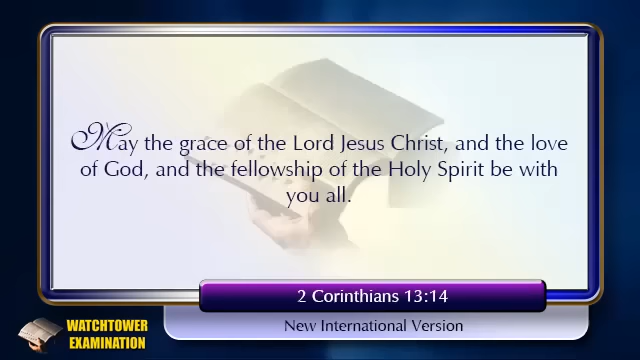 May the grace of the Lord Jesus Christ, and the love
of God, and the fellowship of the Holy Spirit be with
you all.
2 Corinthians 13:14
New International Version
WATCHTOWER
EXAMINATION